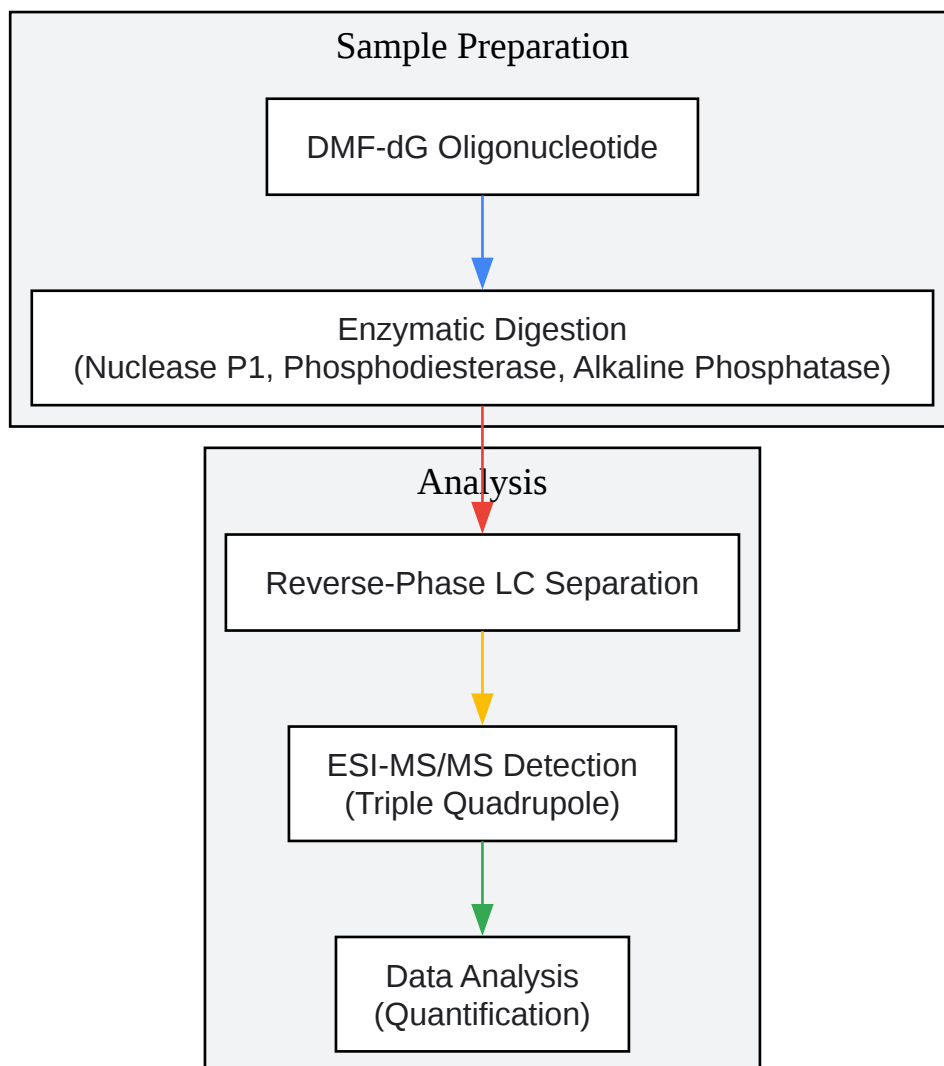 Sample Preparation
DMF-dG Oligonucleotide
Enzymatic Digestion
(Nuclease P1, Phosphodiesterase, Alkaline Phosphatase)
Analysis
Reverse-Phase LC Separation
ESI-MS/MS Detection
(Triple Quadrupole)
Data Analysis
(Quantification)